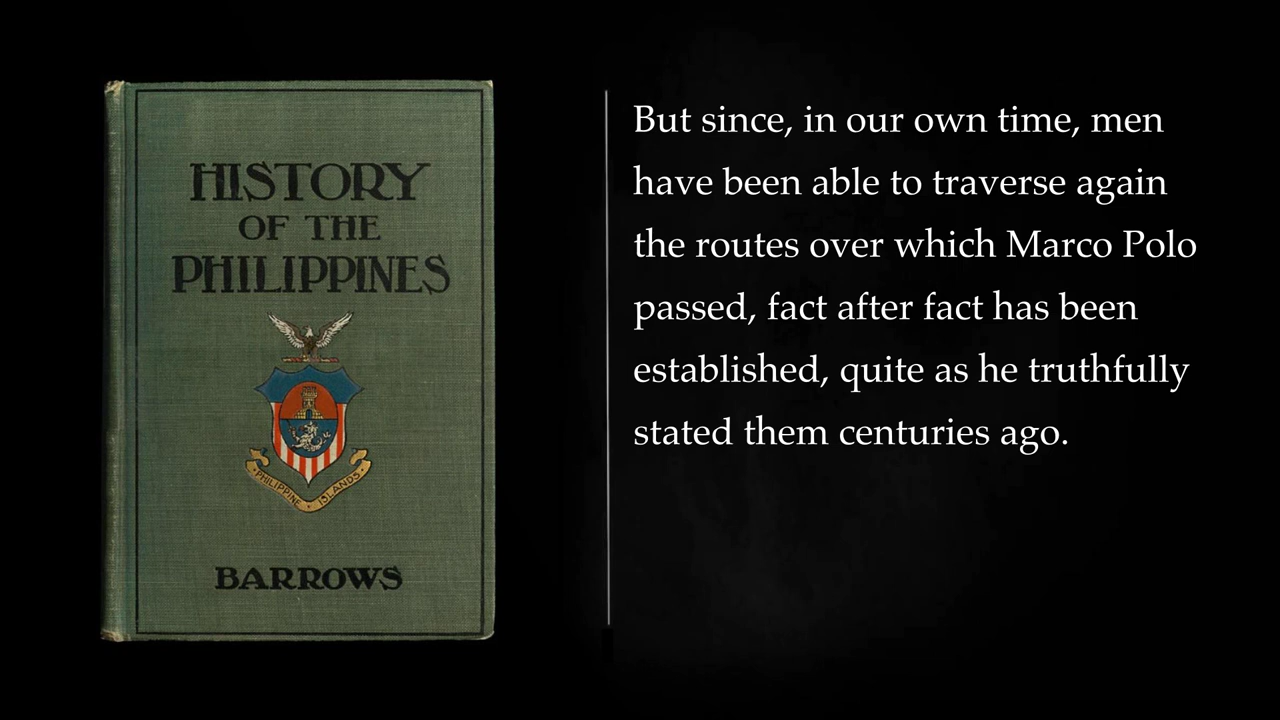 HISTORY
OF THE
PHILIPPINES
PHILIPPINE ISLANDS
BARROWS
But since, in our own time, men
have been able to traverse again
the routes over which Marco Polo
passed, fact after fact has been
established, quite as he truthfully
stated them centuries ago.